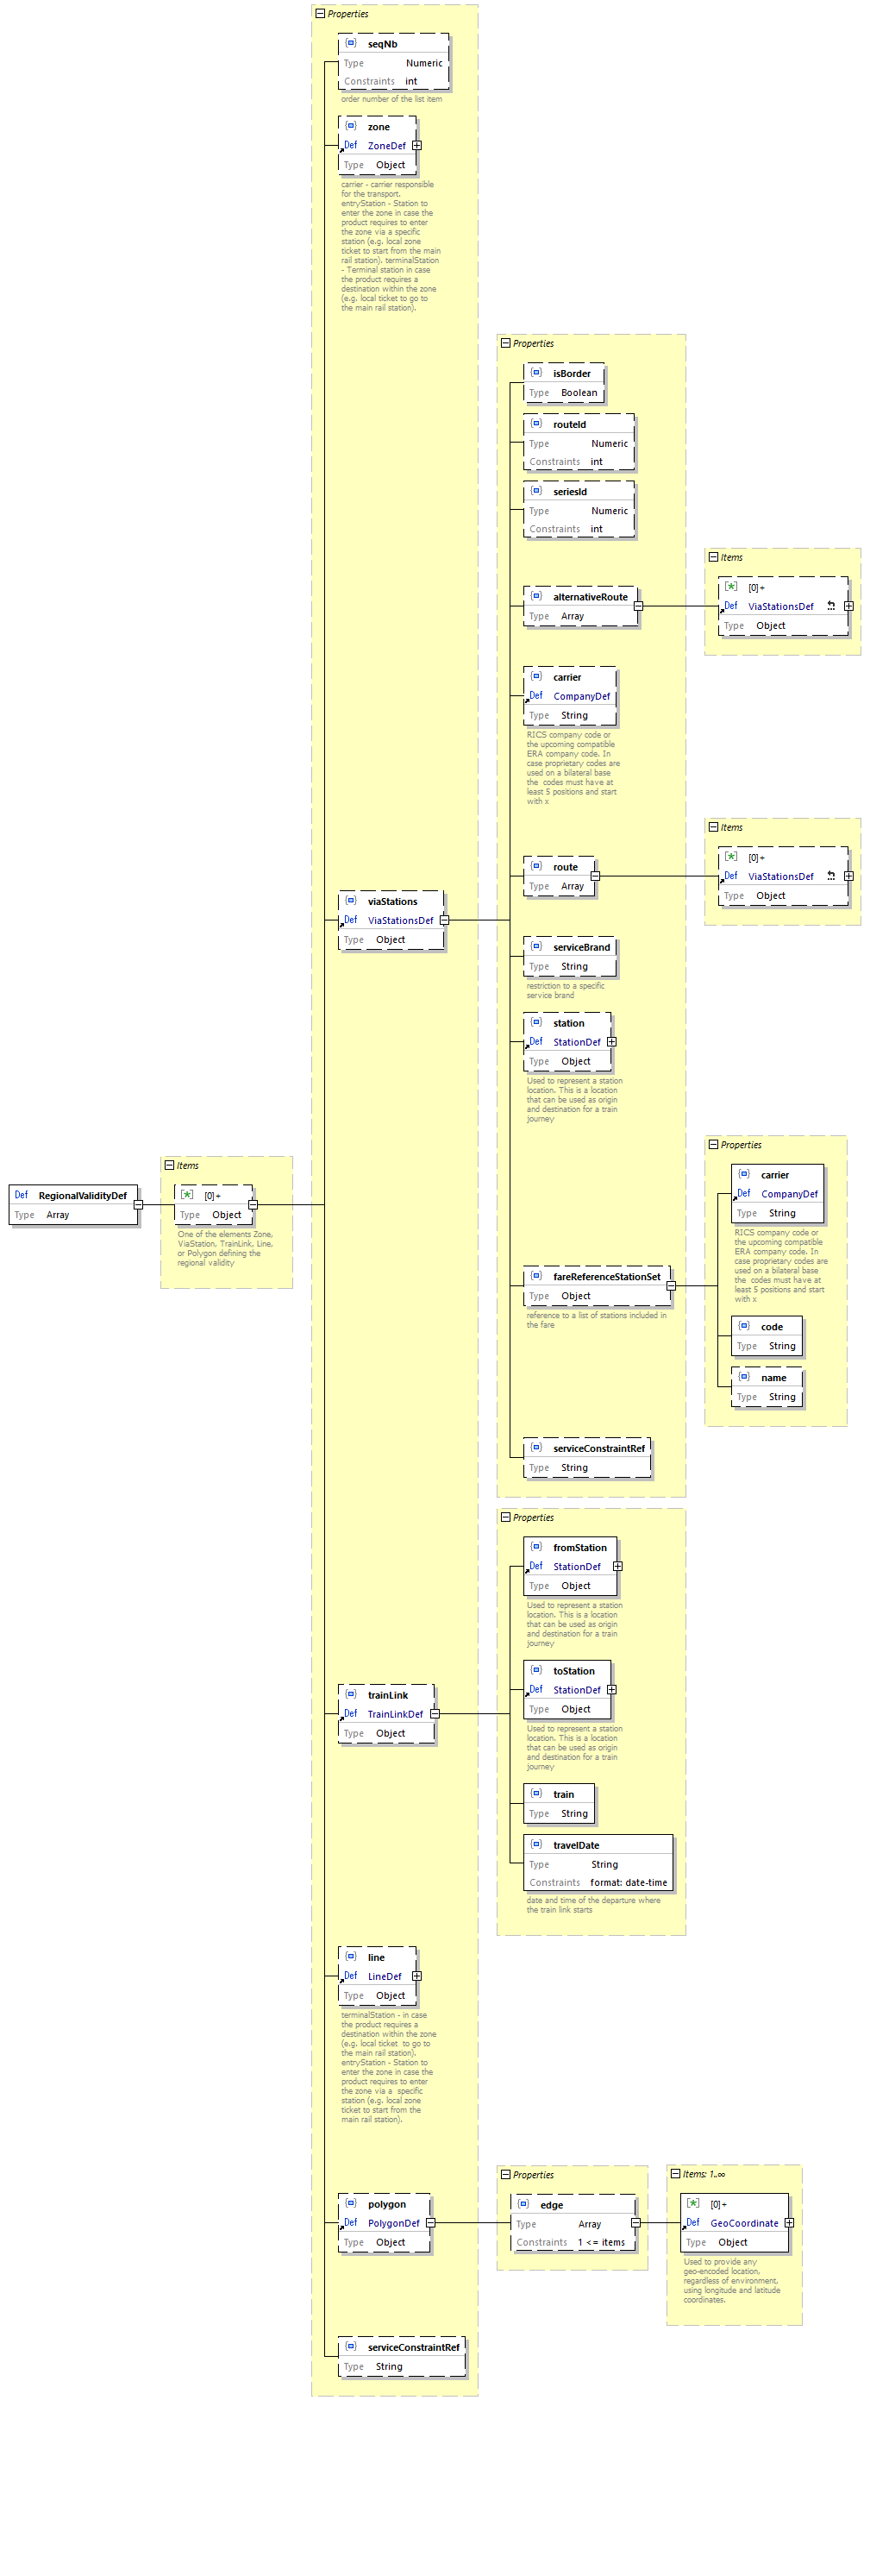 Properties
seqNb
Type Numeric
Constraints int
order number of the list item
zone
Def ZoneDef
Type Object
carrier - carrier responsible
for the transport.
entryStation - Station to
enter the zone in case the
product requires to enter
the zone via a specific
station (e.g. local zone
ticket to start from the main
rail station). terminalStation
- Terminal station in case
the product requires a
destination within the zone
(e.g. local ticket to go to
the main rail station).
Properties
isBorder
Type Boolean
routeId
Type Numeric
Constraints int
seriesId
Type Numeric
Constraints int
alternativeRoute
Type Array
Items
[0]+
Def ViaStationsDef
Type Object
carrier
Def CompanyDef
Type String
RICS company code or
the upcoming compatible
ERA company code. In
case proprietary codes are
used on a bilateral base
the codes must have at
least 5 positions and start
with x
route
Type Array
Items
[0]+
Def ViaStationsDef
Type Object
viaStations
Def ViaStationsDef
Type Object
serviceBrand
Type String
restriction to a specific
service brand
station
Def StationDef
Type Object
Used to represent a station
location. This is a location
that can be used as origin
and destination for a train
journey
RegionalValidityDef
Def
Type Array
Items
[0]+
Type Object
One of the elements Zone,
ViaStation, TrainLink, Line,
or Polygon defining the
regional validity
fareReferenceStationSet
Type Object
reference to a list of stations included in
the fare
Properties
carrier
Def CompanyDef
Type String
RICS company code or
the upcoming compatible
ERA company code. In
case proprietary codes are
used on a bilateral base
the codes must have at
least 5 positions and start
with x
code
Type String
name
Type String
serviceConstraintRef
Type String
Properties
fromStation
Def StationDef
Type Object
Used to represent a station
location. This is a location
that can be used as origin
and destination for a train
journey
toStation
Def StationDef
Type Object
Used to represent a station
location. This is a location
that can be used as origin
and destination for a train
journey
trainLink
Def TrainLinkDef
Type Object
train
Type String
travelDate
Type String
Constraints format: date-time
date and time of the departure where
the train link starts
line
Def LineDef
Type Object
terminalStation - in case
the product requires a
destination within the zone
(e.g. local ticket to go to
the main rail station).
entryStation - Station to
enter the zone in case the
product requires to enter
the zone via a specific
station (e.g. local zone
ticket to start from the
main rail station).
polygon
Def PolygonDef
Type Object
Properties
edge
Type Array
Constraints 1 <= items
Items: 1..∞
[0]+
Def GeoCoordinate
Type Object
Used to provide any
geo-encoded location,
regardless of environment,
using longitude and latitude
coordinates.
serviceConstraintRef
Type String